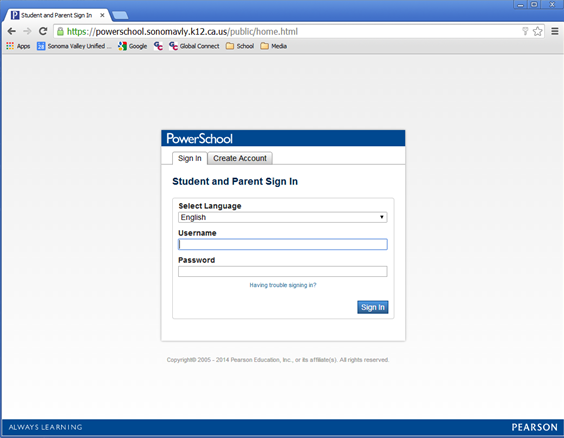 Student and Parent Sign In
https://powerschool.sonomavly.k12.ca.us/public/home.html
Apps Sonoma Valley Unified ... Google Global Connect School Media
PowerSchool
Sign In Create Account
Student and Parent Sign In
Select Language
English
Username
Password
Having trouble signing in?
Sign In
Copyright© 2005 - 2014 Pearson Education, Inc., or its affiliate(s). All rights reserved.
ALWAYS LEARNING PEARSON